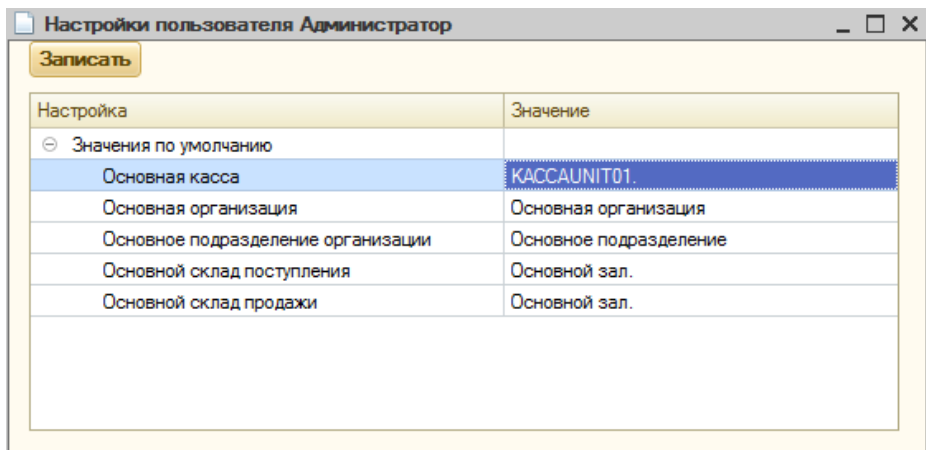 Настройки пользователя Администратор
Записать
Настройка Значение
Значения по умолчанию
Основная касса КАССАUNIT01.
Основная организация Основная организация
Основное подразделение организации Основное подразделение
Основной склад поступления Основной зал.
Основной склад продажи Основной зал.